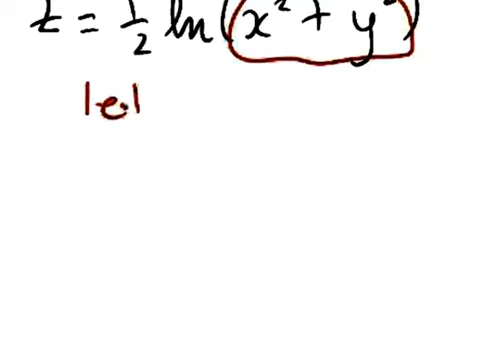 z = 1/2 ln(x² + y²)
let